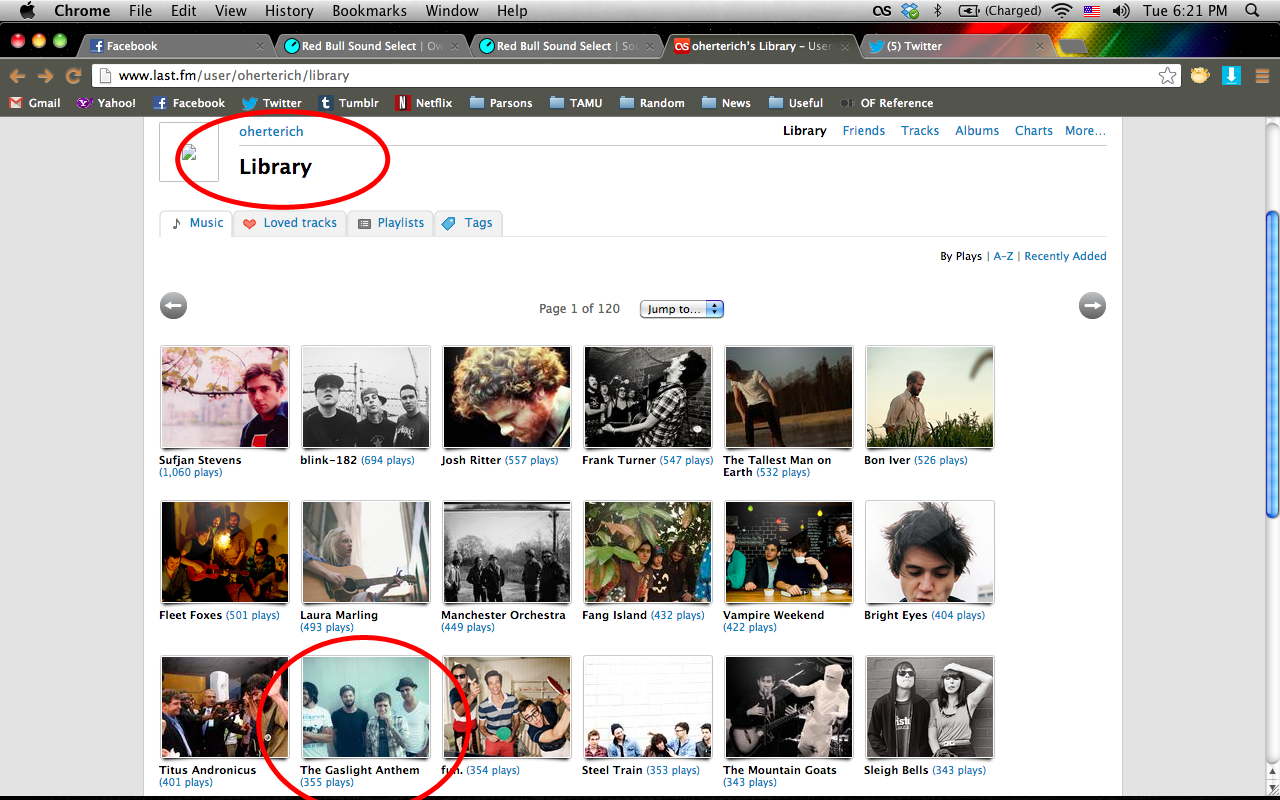 Chrome File Edit View History Bookmarks Window Help (Charged) Tue 6:21 PM
Facebook Red Bull Sound Select | Ow Red Bull Sound Select | Sou oherterich's Library – User (5) Twitter
www.last.fm/user/oherterich/library
Gmail Yahoo! Facebook Twitter Tumblr Netflix Parsons TAMU Random News Useful OF Reference
oherterich Library Friends Tracks Albums Charts More...
Library
Music Loved tracks Playlists Tags
By Plays | A-Z | Recently Added
Page 1 of 120 Jump to...
Sufjan Stevens blink-182 (694 plays) Josh Ritter (557 plays) Frank Turner (547 plays) The Tallest Man on Bon Iver (526 plays)
(1,060 plays) Earth (532 plays)
Fleet Foxes (501 plays) Laura Marling Manchester Orchestra Fang Island (432 plays) Vampire Weekend Bright Eyes (404 plays)
(493 plays) (449 plays) (422 plays)
Titus Andronicus The Gaslight Anthem fun. (354 plays) Steel Train (353 plays) The Mountain Goats Sleigh Bells (343 plays)
(401 plays) (355 plays) (343 plays)